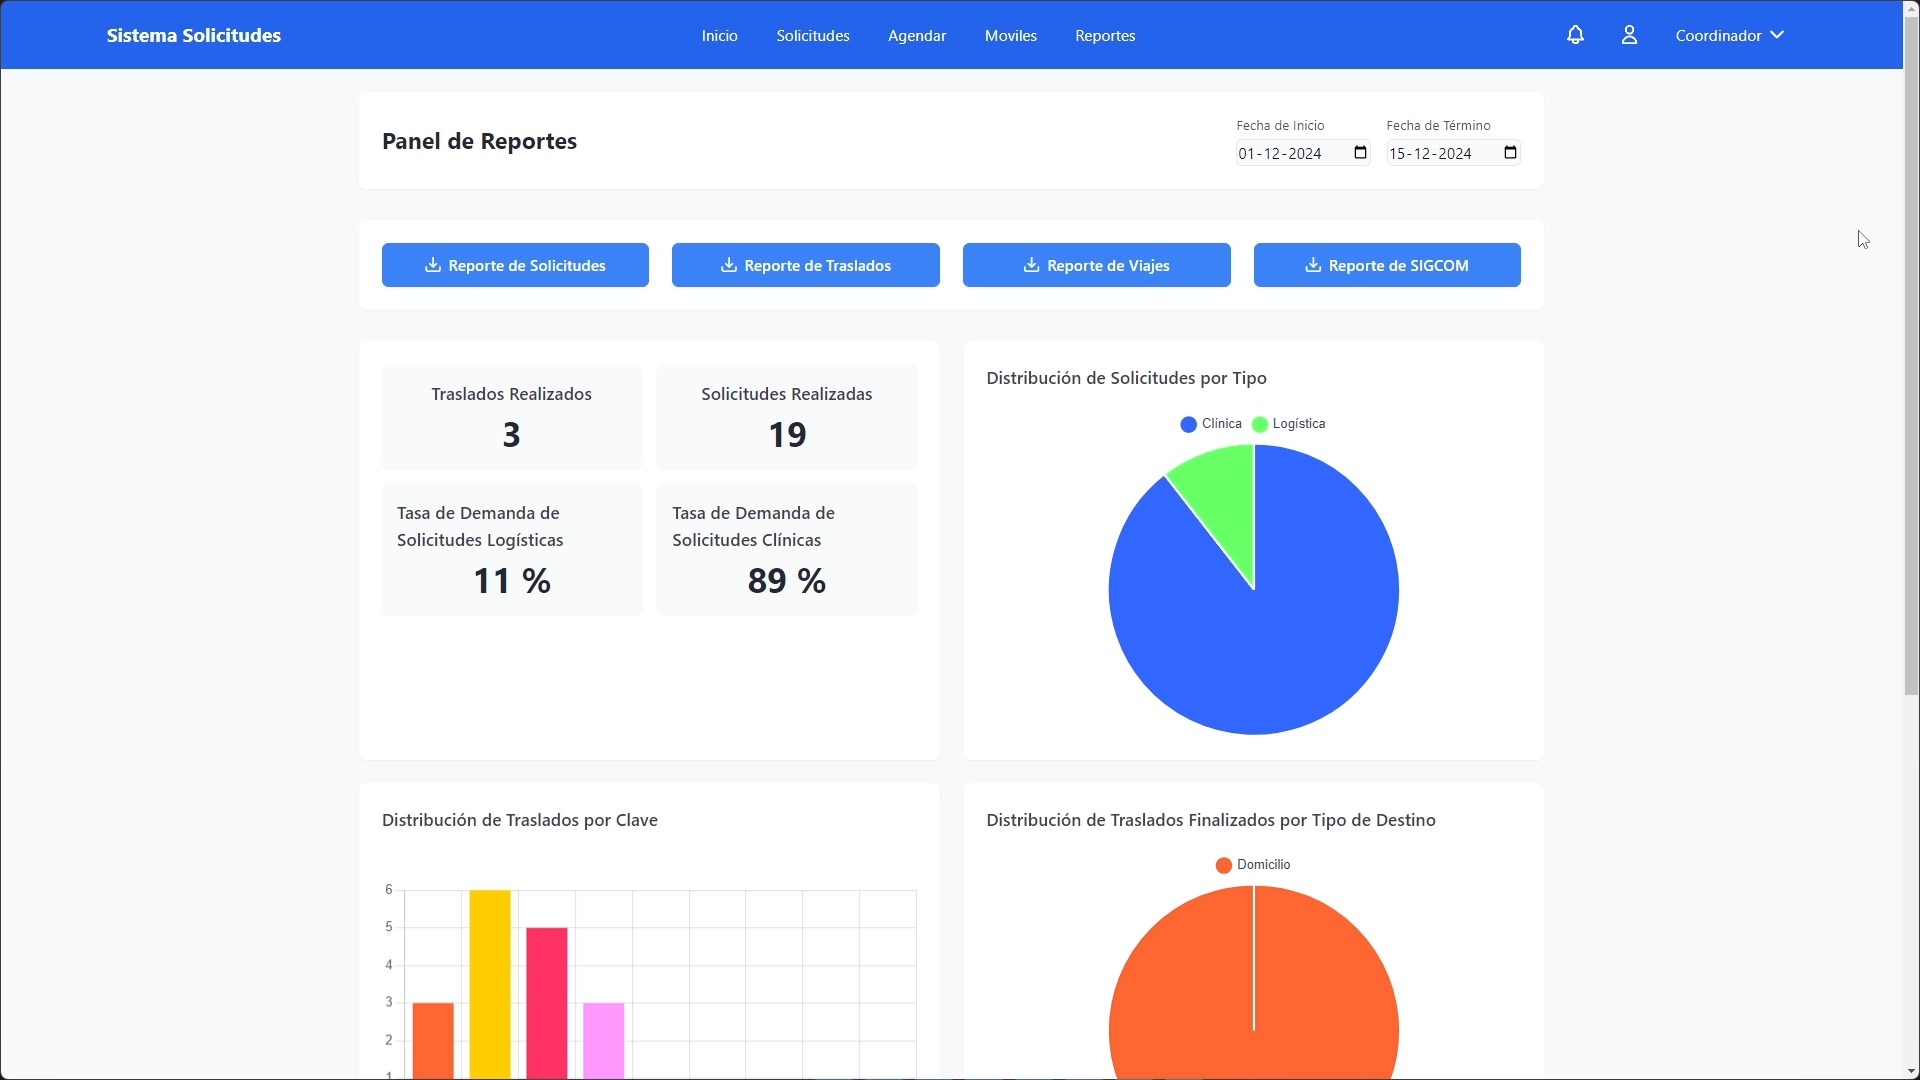 Sistema Solicitudes
Inicio
Solicitudes
Agendar
Moviles
Reportes
Coordinador
Panel de Reportes
Fecha de Inicio
01-12-2024
Fecha de Término
15-12-2024
Reporte de Solicitudes
Reporte de Traslados
Reporte de Viajes
Reporte de SIGCOM
Traslados Realizados
3
Solicitudes Realizadas
19
Tasa de Demanda de
Solicitudes Logísticas
11 %
Tasa de Demanda de
Solicitudes Clínicas
89 %
Distribución de Solicitudes por Tipo
Clínica
Logística
Distribución de Traslados por Clave
6
5
4
3
2
1
Distribución de Traslados Finalizados por Tipo de Destino
Domicilio